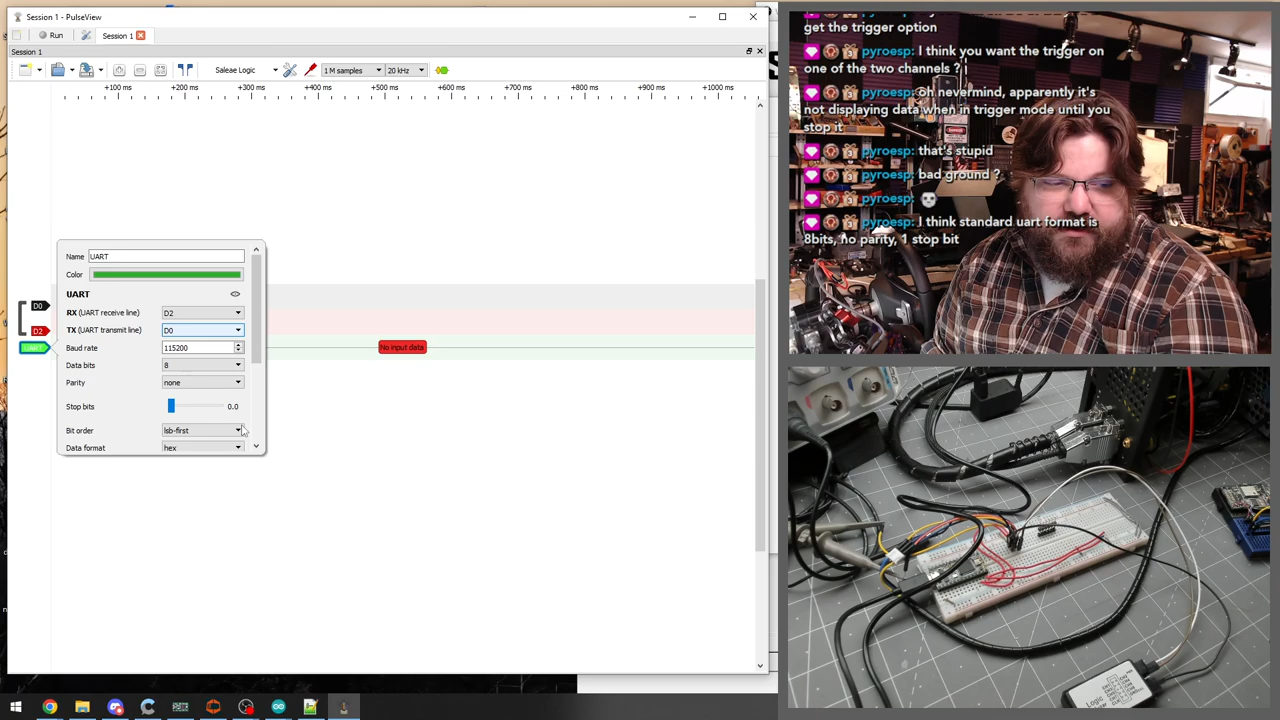 Session 1 - PulseView
Run
Session 1
Session 1
Saleae Logic
1 M samples
20 kHz
+100 ms
+200 ms
+300 ms
+400 ms
+500 ms
+600 ms
+700 ms
+800 ms
+900 ms
+1000 ms
D0
D2
UART
No input data
Name
UART
Color
UART
RX (UART receive line)
D2
TX (UART transmit line)
D0
Baud rate
115200
Data bits
8
Parity
none
Stop bits
0.0
Bit order
lsb-first
Data format
hex
get the trigger option
pyroesp: I think you want the trigger on
one of the two channels ?
pyroesp: oh nevermind, apparently it's
not displaying data when in trigger mode until you
stop it
pyroesp: that's stupid
pyroesp: bad ground ?
pyroesp: 💀
pyroesp: I think standard uart format is
8bits, no parity, 1 stop bit
DANGER
Logic